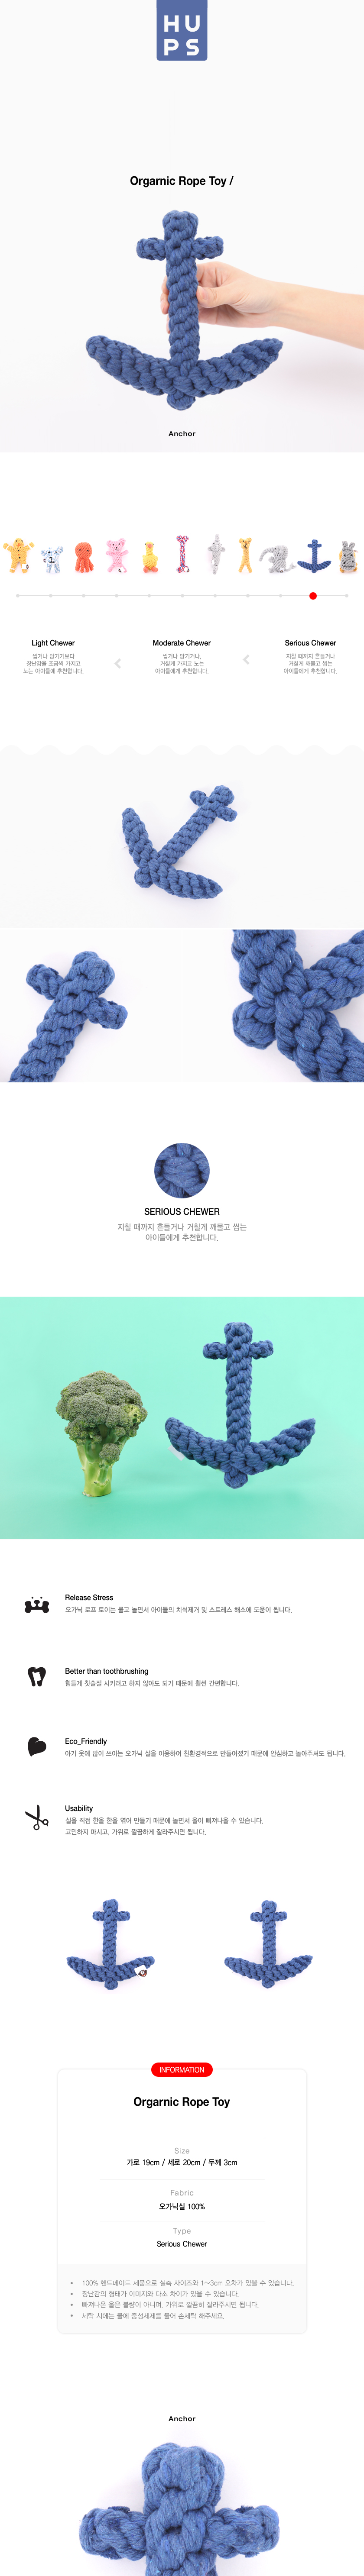 HU
PS
Orgarnic Rope Toy /
Anchor
Light Chewer
씹거나 당기기보다
장난감을 조금씩 가지고
노는 아이들에 추천합니다.
Moderate Chewer
씹거나 당기거나,
거칠게 가지고 노는
아이들에게 추천합니다.
Serious Chewer
지칠 때까지 흔들거나
거칠게 깨물고 씹는
아이들에게 추천합니다.
SERIOUS CHEWER
지칠 때까지 흔들거나 거칠게 깨물고 씹는
아이들에게 추천합니다.
Release Stress
오가닉 로프 토이는 물고 놀면서 아이들의 치석제거 및 스트레스 해소에 도움이 됩니다.
Better than toothbrushing
힘들게 칫솔질 시키려고 하지 않아도 되기 때문에 훨씬 간편합니다.
Eco_Friendly
아기 옷에 많이 쓰이는 오가닉 실을 이용하여 친환경적으로 만들어졌기 때문에 안심하고 놀아주셔도 됩니다.
Usability
실을 직접 한올 한올 엮어 만들기 때문에 놀면서 올이 삐져나올 수 있습니다.
고민하지 마시고, 가위로 깔끔하게 잘라주시면 됩니다.
INFORMATION
Orgarnic Rope Toy
Size
가로 19cm / 세로 20cm / 두께 3cm
Fabric
오가닉실 100%
Type
Serious Chewer
• 100% 핸드메이드 제품으로 실측 사이즈와 1~3cm 오차가 있을 수 있습니다.
• 장난감의 형태가 이미지와 다소 차이가 있을 수 있습니다.
• 삐져나온 올은 불량이 아니며, 가위로 깔끔히 잘라주시면 됩니다.
• 세탁 시에는 물에 중성세제를 풀어 손세탁 해주세요.
Anchor